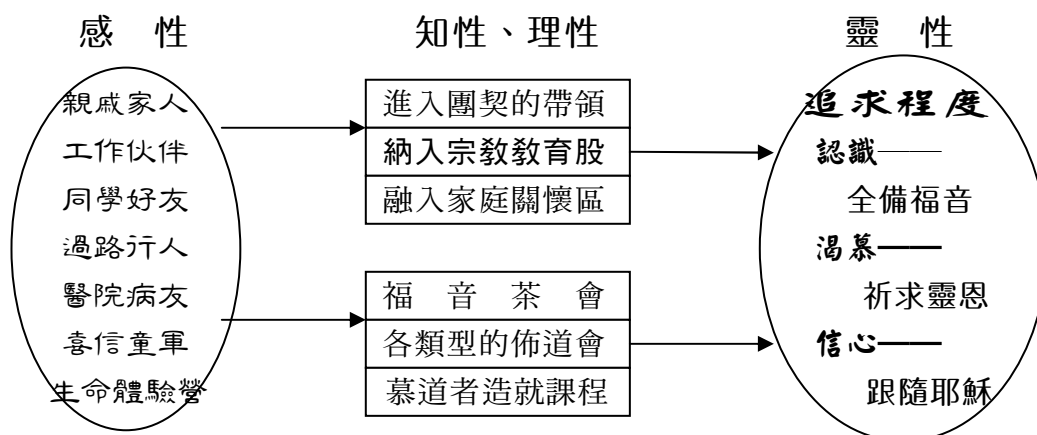 感 性
親戚家人
工作伙伴
同學好友
過路行人
醫院病友
喜信童軍
生命體驗營
知性、理性
進入團契的帶領
納入宗教教育股
融入家庭關懷區
福 音 茶 會
各類型的佈道會
慕道者造就課程
靈 性
追求程度
認識——
全備福音
渴慕——
祈求靈恩
信心——
跟隨耶穌